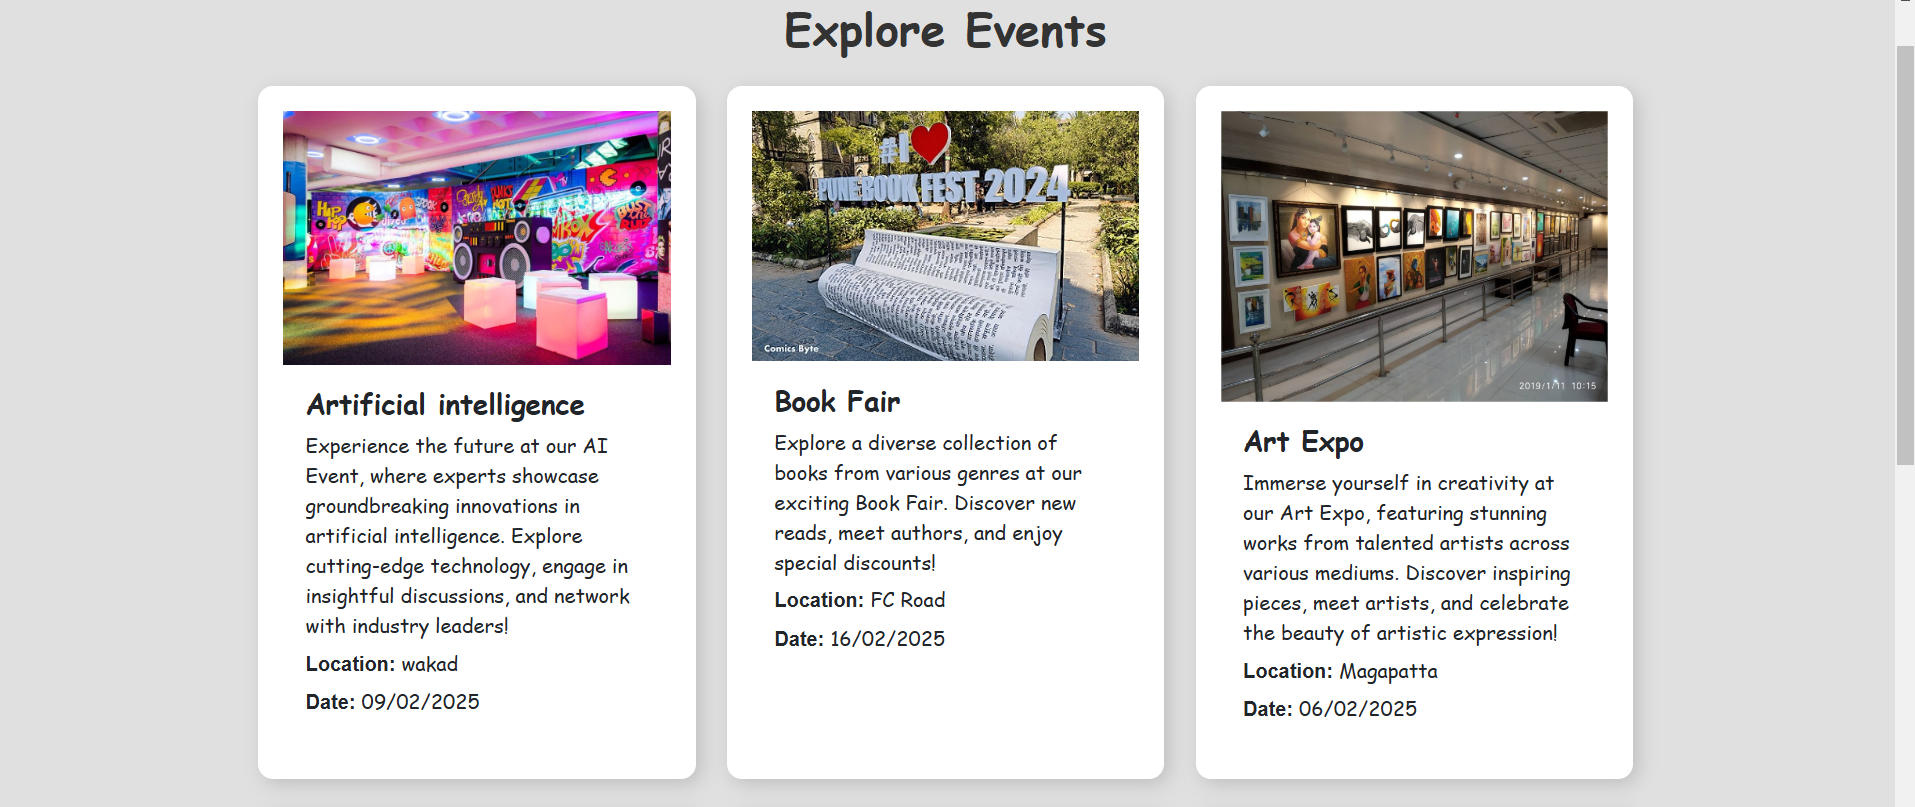 Explore Events
HIP
HOP
#I
PUNE BOOK FEST 2024
Comics Byte
2019/1/11 10:15
Artificial intelligence
Experience the future at our AI
Event, where experts showcase
groundbreaking innovations in
artificial intelligence. Explore
cutting-edge technology, engage in
insightful discussions, and network
with industry leaders!
Location: wakad
Date: 09/02/2025
Book Fair
Explore a diverse collection of
books from various genres at our
exciting Book Fair. Discover new
reads, meet authors, and enjoy
special discounts!
Location: FC Road
Date: 16/02/2025
Art Expo
Immerse yourself in creativity at
our Art Expo, featuring stunning
works from talented artists across
various mediums. Discover inspiring
pieces, meet artists, and celebrate
the beauty of artistic expression!
Location: Magapatta
Date: 06/02/2025